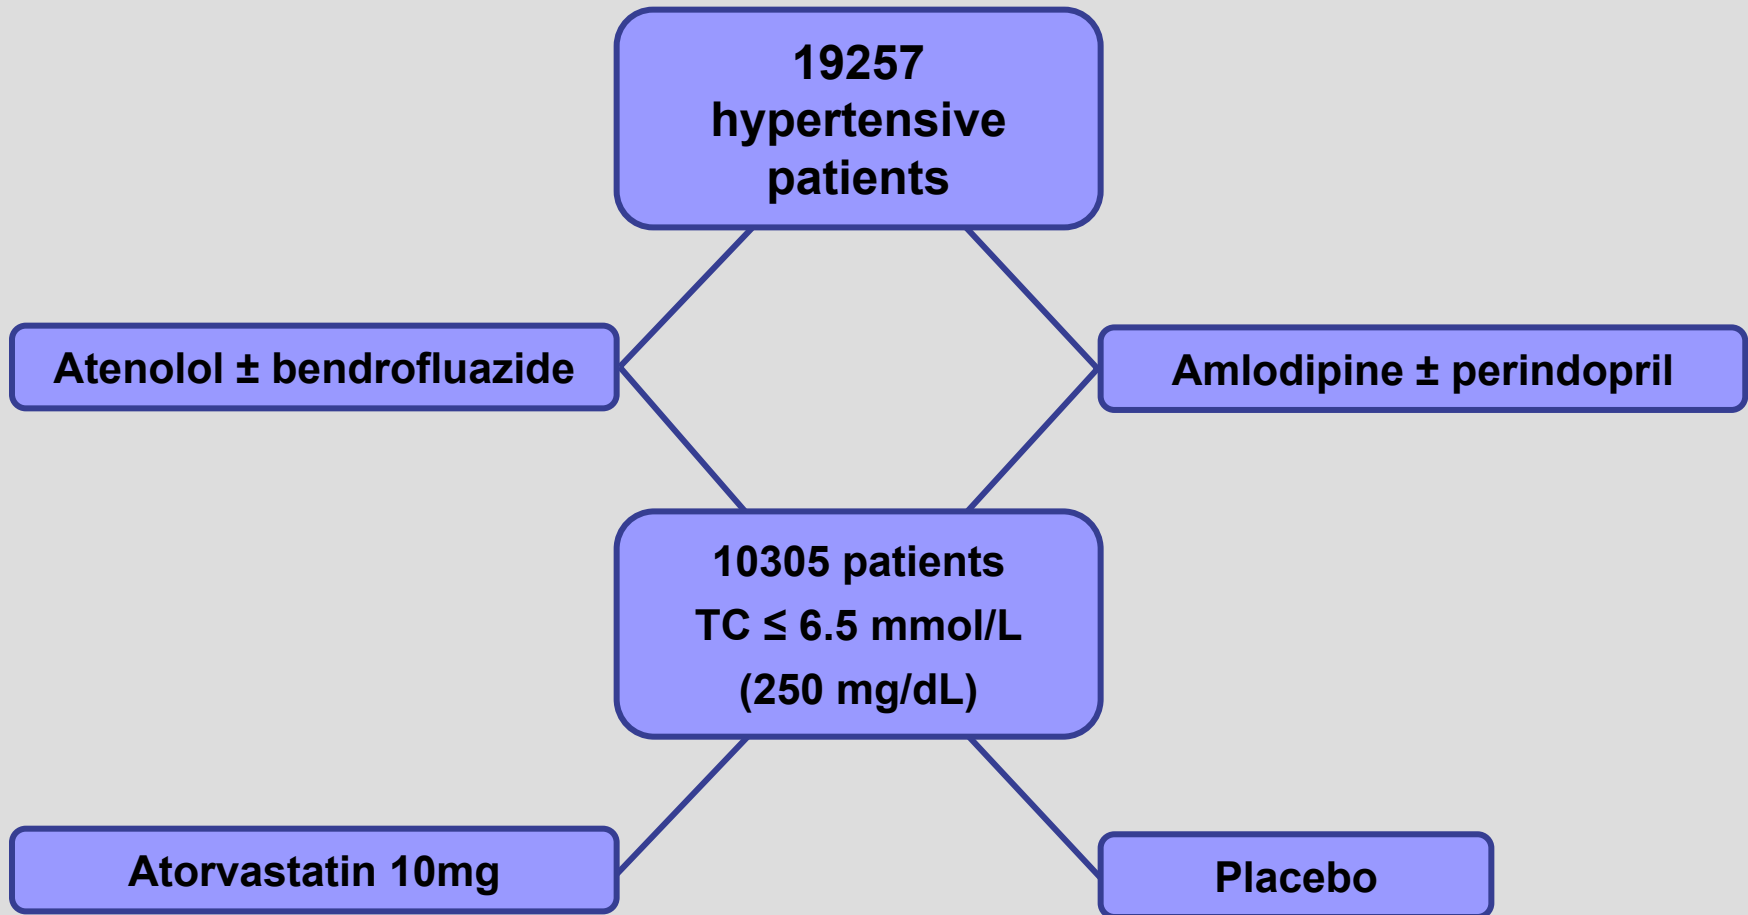 19257
hypertensive
patients
Atenolol ± bendrofluazide
Amlodipine ± perindopril
10305 patients
TC ≤ 6.5 mmol/L
(250 mg/dL)
Atorvastatin 10mg
Placebo